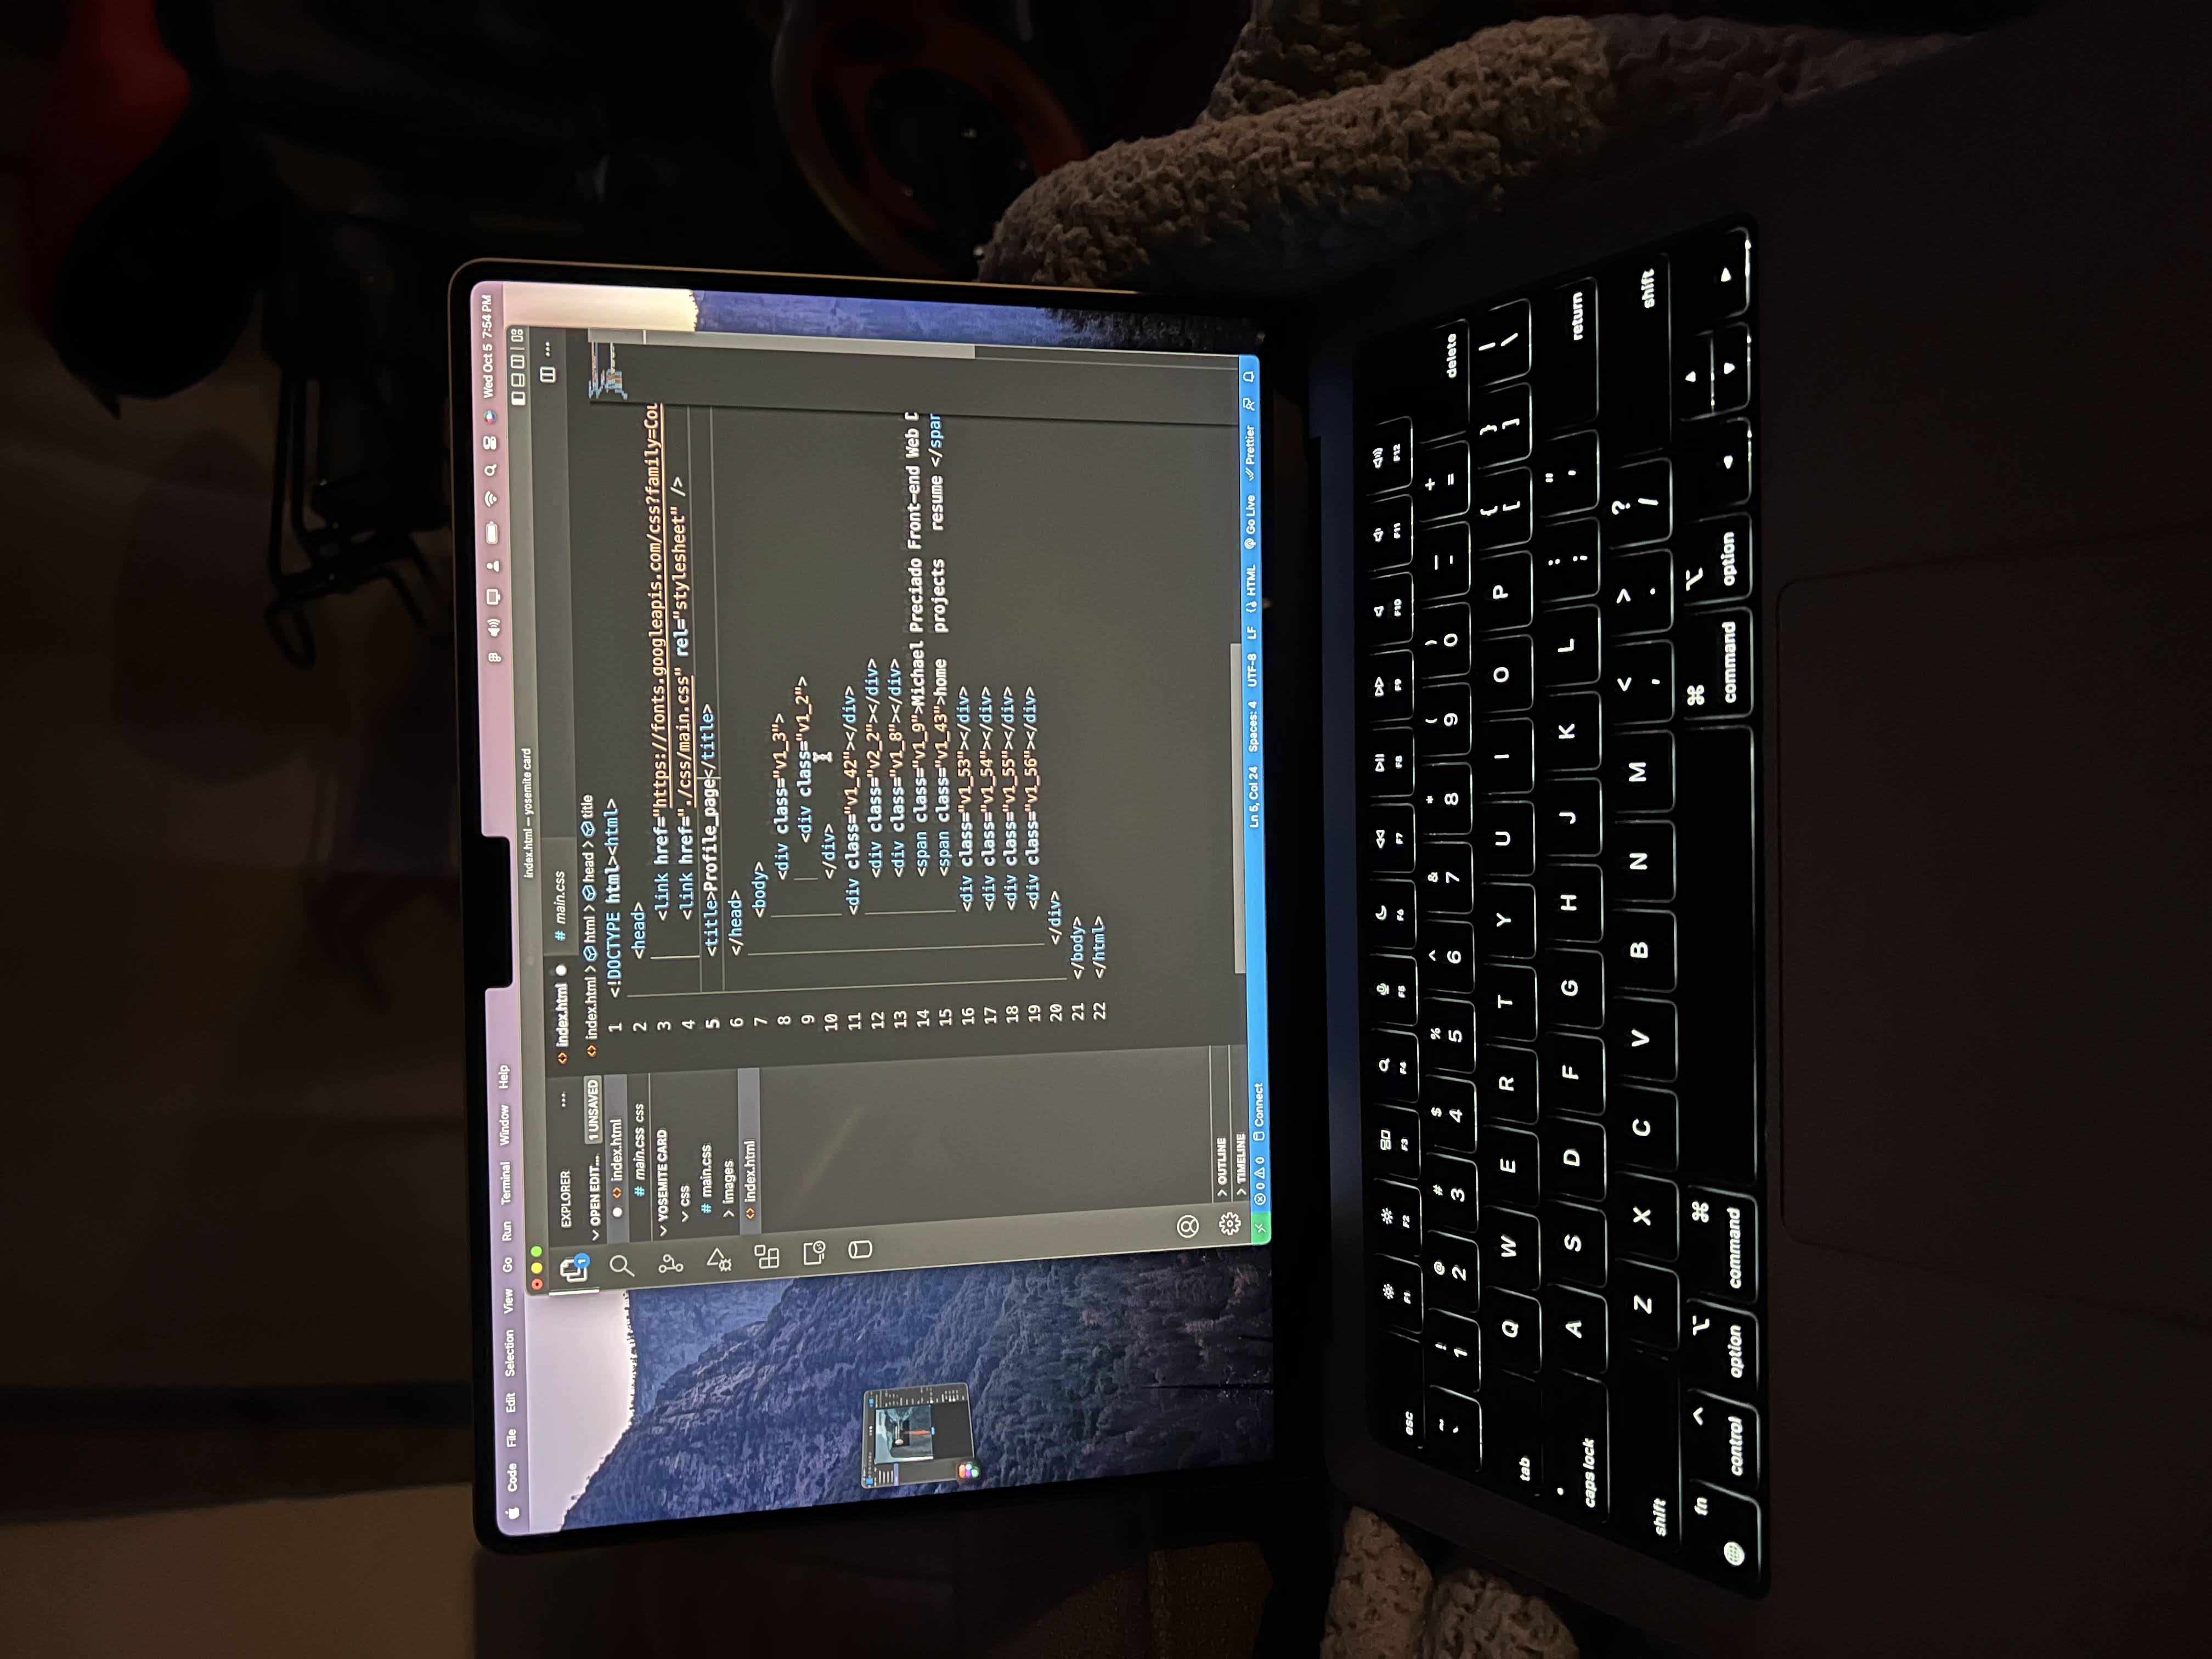 Code File Edit Selection View Go Run Terminal Window Help Wed Oct 5 7:54 PM
index.html — yosemite card
EXPLORER ...
index.html
# main.css
OPEN EDIT... 1 UNSAVED
index.html
# main.css css
YOSEMITE CARD
css
# main.css
images
index.html
OUTLINE
TIMELINE
1
index.html > html > head > title
1 <!DOCTYPE html><html>
2 <head>
3 <link href="https://fonts.googleapis.com/css?family=Cou
4 <link href="./css/main.css" rel="stylesheet" />
5 <title>Profile_page</title>
6 </head>
7 <body>
8 <div class="v1_3">
9 <div class="v1_2">
10 </div>
11 <div class="v1_42"></div>
12 <div class="v2_2"></div>
13 <div class="v1_8"></div>
14 <span class="v1_9">Michael Preciado Front-end Web D
15 <span class="v1_43">home projects resume </span
16 <div class="v1_53"></div>
17 <div class="v1_54"></div>
18 <div class="v1_55"></div>
19 <div class="v1_56"></div>
20 </div>
21 </body>
22 </html>
0 0 Connect Ln 5, Col 24 Spaces: 4 UTF-8 LF HTML Go Live Prettier
esc F1 F2 F3 F4 F5 F6 F7 F8 F9 F10 F11 F12
~ ! @ # $ % ^ & * ( ) — +
` 1 2 3 4 5 6 7 8 9 0 - = delete
tab Q W E R T Y U I O P { [ } ] | \
caps lock A S D F G H J K L : ; " ' return
shift Z X C V B N M < , > . ? / shift
fn ^ ⌥ ⌘ ⌘ ⌥
control option command command option